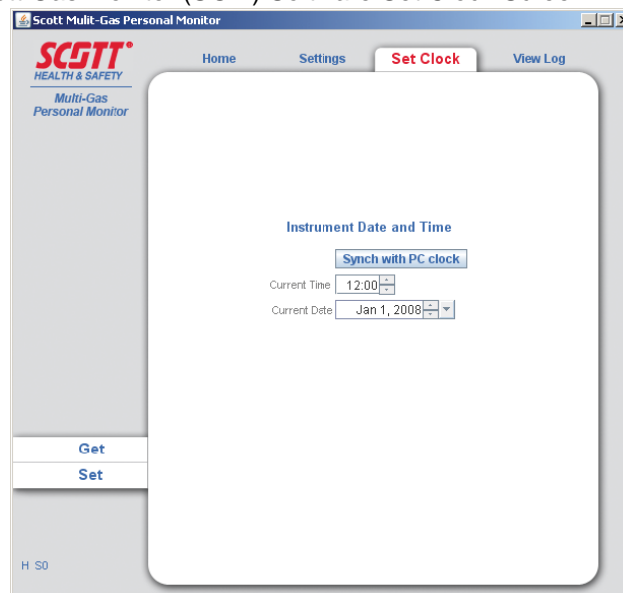 Scott Mulit-Gas Personal Monitor
SCOTT
HEALTH & SAFETY
Multi-Gas
Personal Monitor
Home Settings Set Clock View Log
Instrument Date and Time
Synch with PC clock
Current Time 12:00
Current Date Jan 1, 2008
Get
Set
H S0